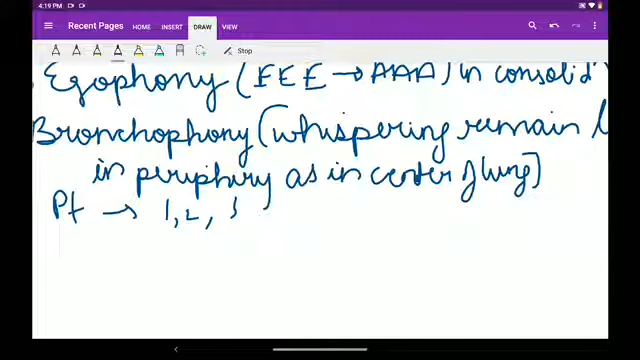 4:19 PM
Recent Pages HOME INSERT DRAW VIEW
Stop
Egophony (EEE → AAA) in consolid
Bronchophony (whispering remain
in periphery as in center of lung)
Pt → 1, 2, 3